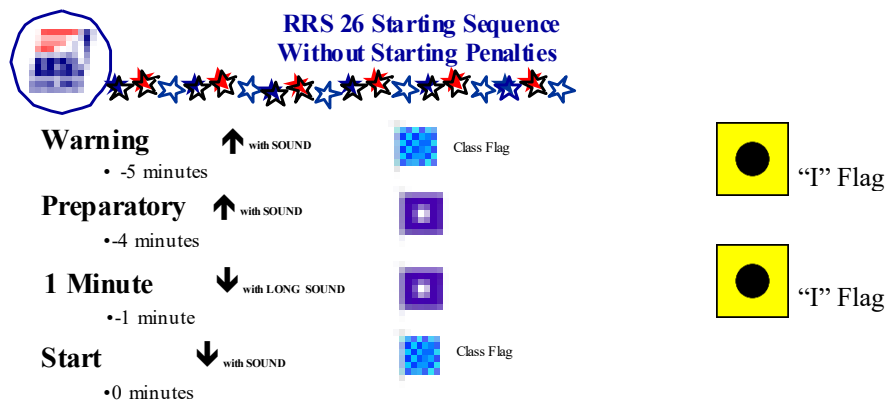 RRS 26 Starting Sequence
Without Starting Penalties
Warning with SOUND Class Flag
• -5 minutes
"I" Flag
Preparatory with SOUND
•-4 minutes
1 Minute with LONG SOUND
"I" Flag
•-1 minute
Start with SOUND Class Flag
•0 minutes